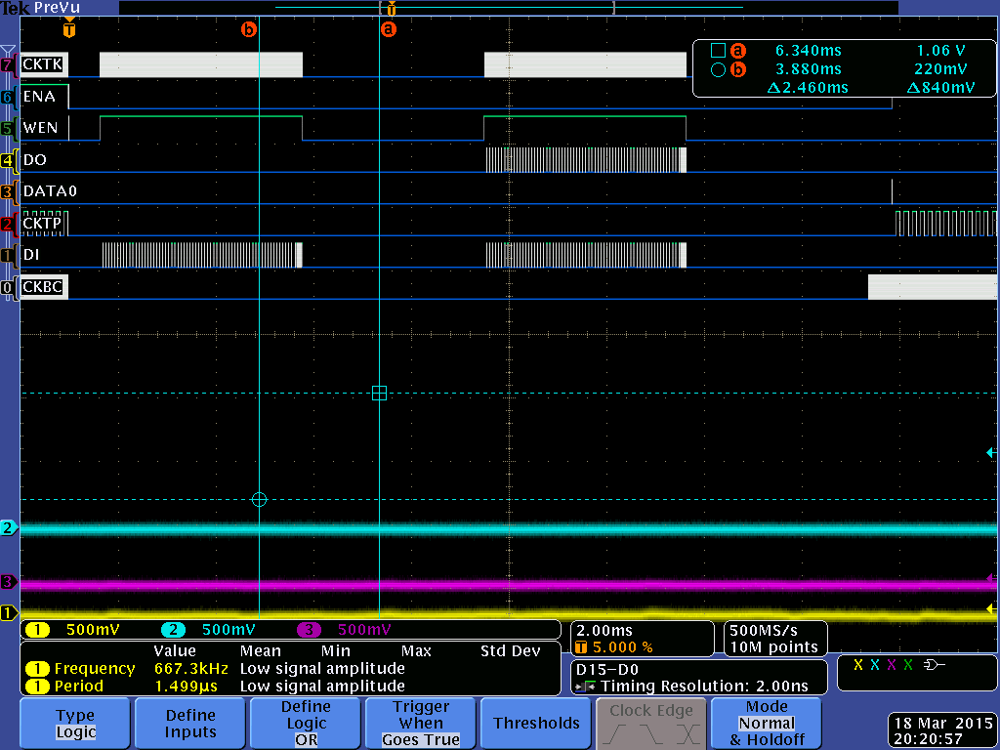 Tek PreVu
T
T
b
a
a 6.340ms 1.06 V
b 3.880ms 220mV
Δ2.460ms Δ840mV
7 CKTK
6 ENA
5 WEN
4 DO
3 DATA0
2 CKTP
1 DI
0 CKBC
2
3
1
1 500mV 2 500mV 3 500mV
2.00ms
T 5.000 %
500MS/s
10M points
Value Mean Min Max Std Dev
1 Frequency 667.3kHz Low signal amplitude
1 Period 1.499μs Low signal amplitude
D15-D0
Timing Resolution: 2.00ns
X X X X
Type
Logic
Define
Inputs
Define
Logic
OR
Trigger
When
Goes True
Thresholds
Clock Edge
Mode
Normal
& Holdoff
18 Mar 2015
20:20:57